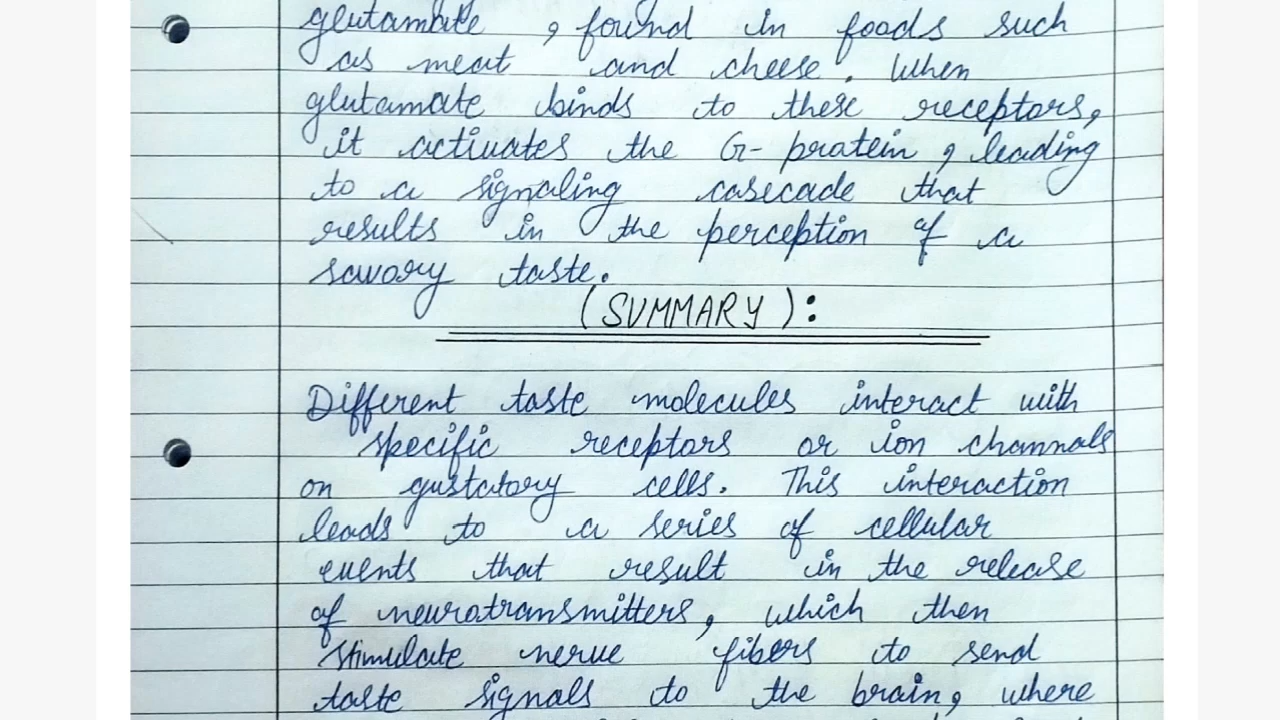 glutamate, found in foods such
as meat and cheese. When
glutamate binds to these receptors,
it activates the G-protein, leading
to a signaling casecade that
results in the perception of a
savory taste.
(SUMMARY):
Different taste molecules interact with
specific receptors or ion channals
on gustatory cells. This interaction
leads to a series of cellular
events that result in the release
of neurotransmitters, which then
stimulate nerve fibers to send
taste signals to the brain, where